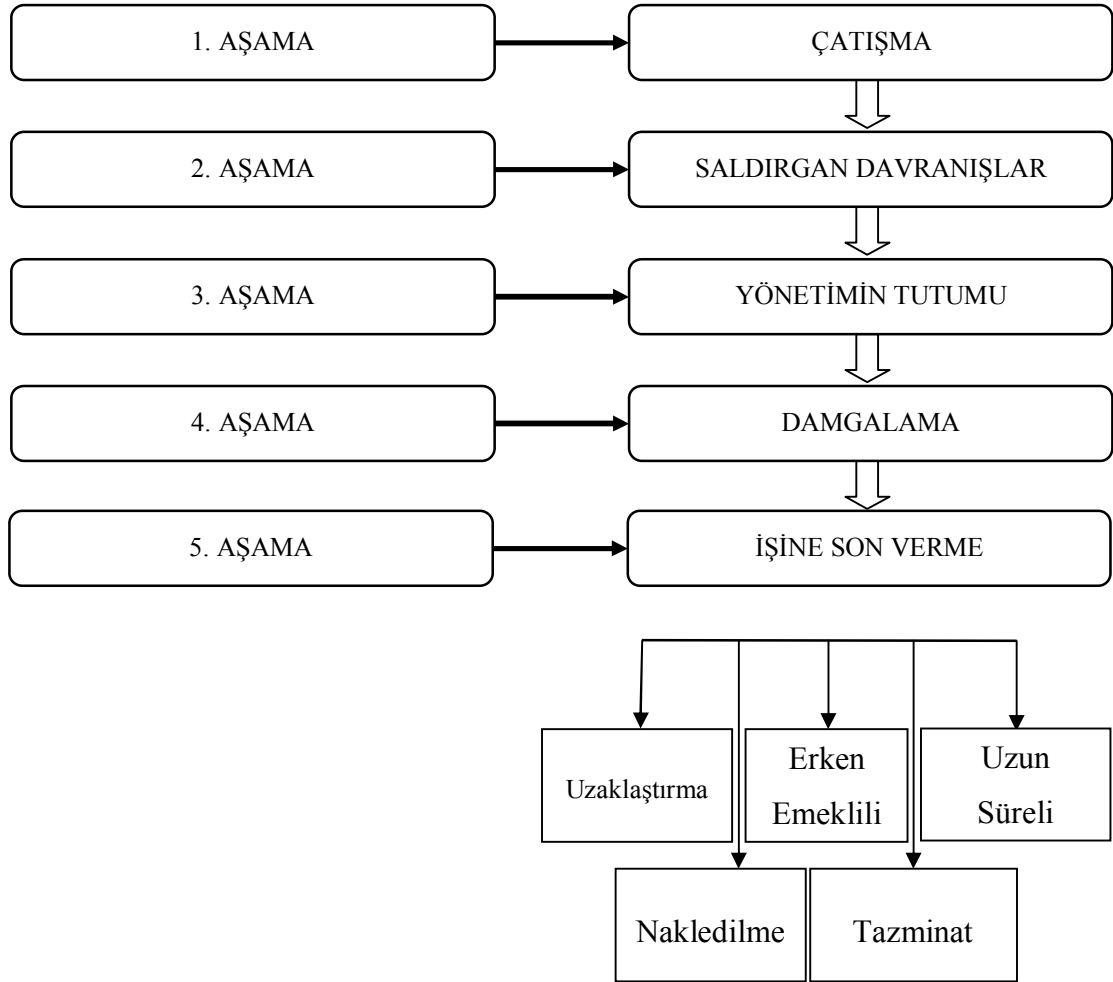 1. AŞAMA
ÇATIŞMA
2. AŞAMA
SALDIRGAN DAVRANIŞLAR
3. AŞAMA
YÖNETİMİN TUTUMU
4. AŞAMA
DAMGALAMA
5. AŞAMA
İŞİNE SON VERME
Uzaklaştırma
Erken
Emeklili
Uzun
Süreli
Nakledilme
Tazminat